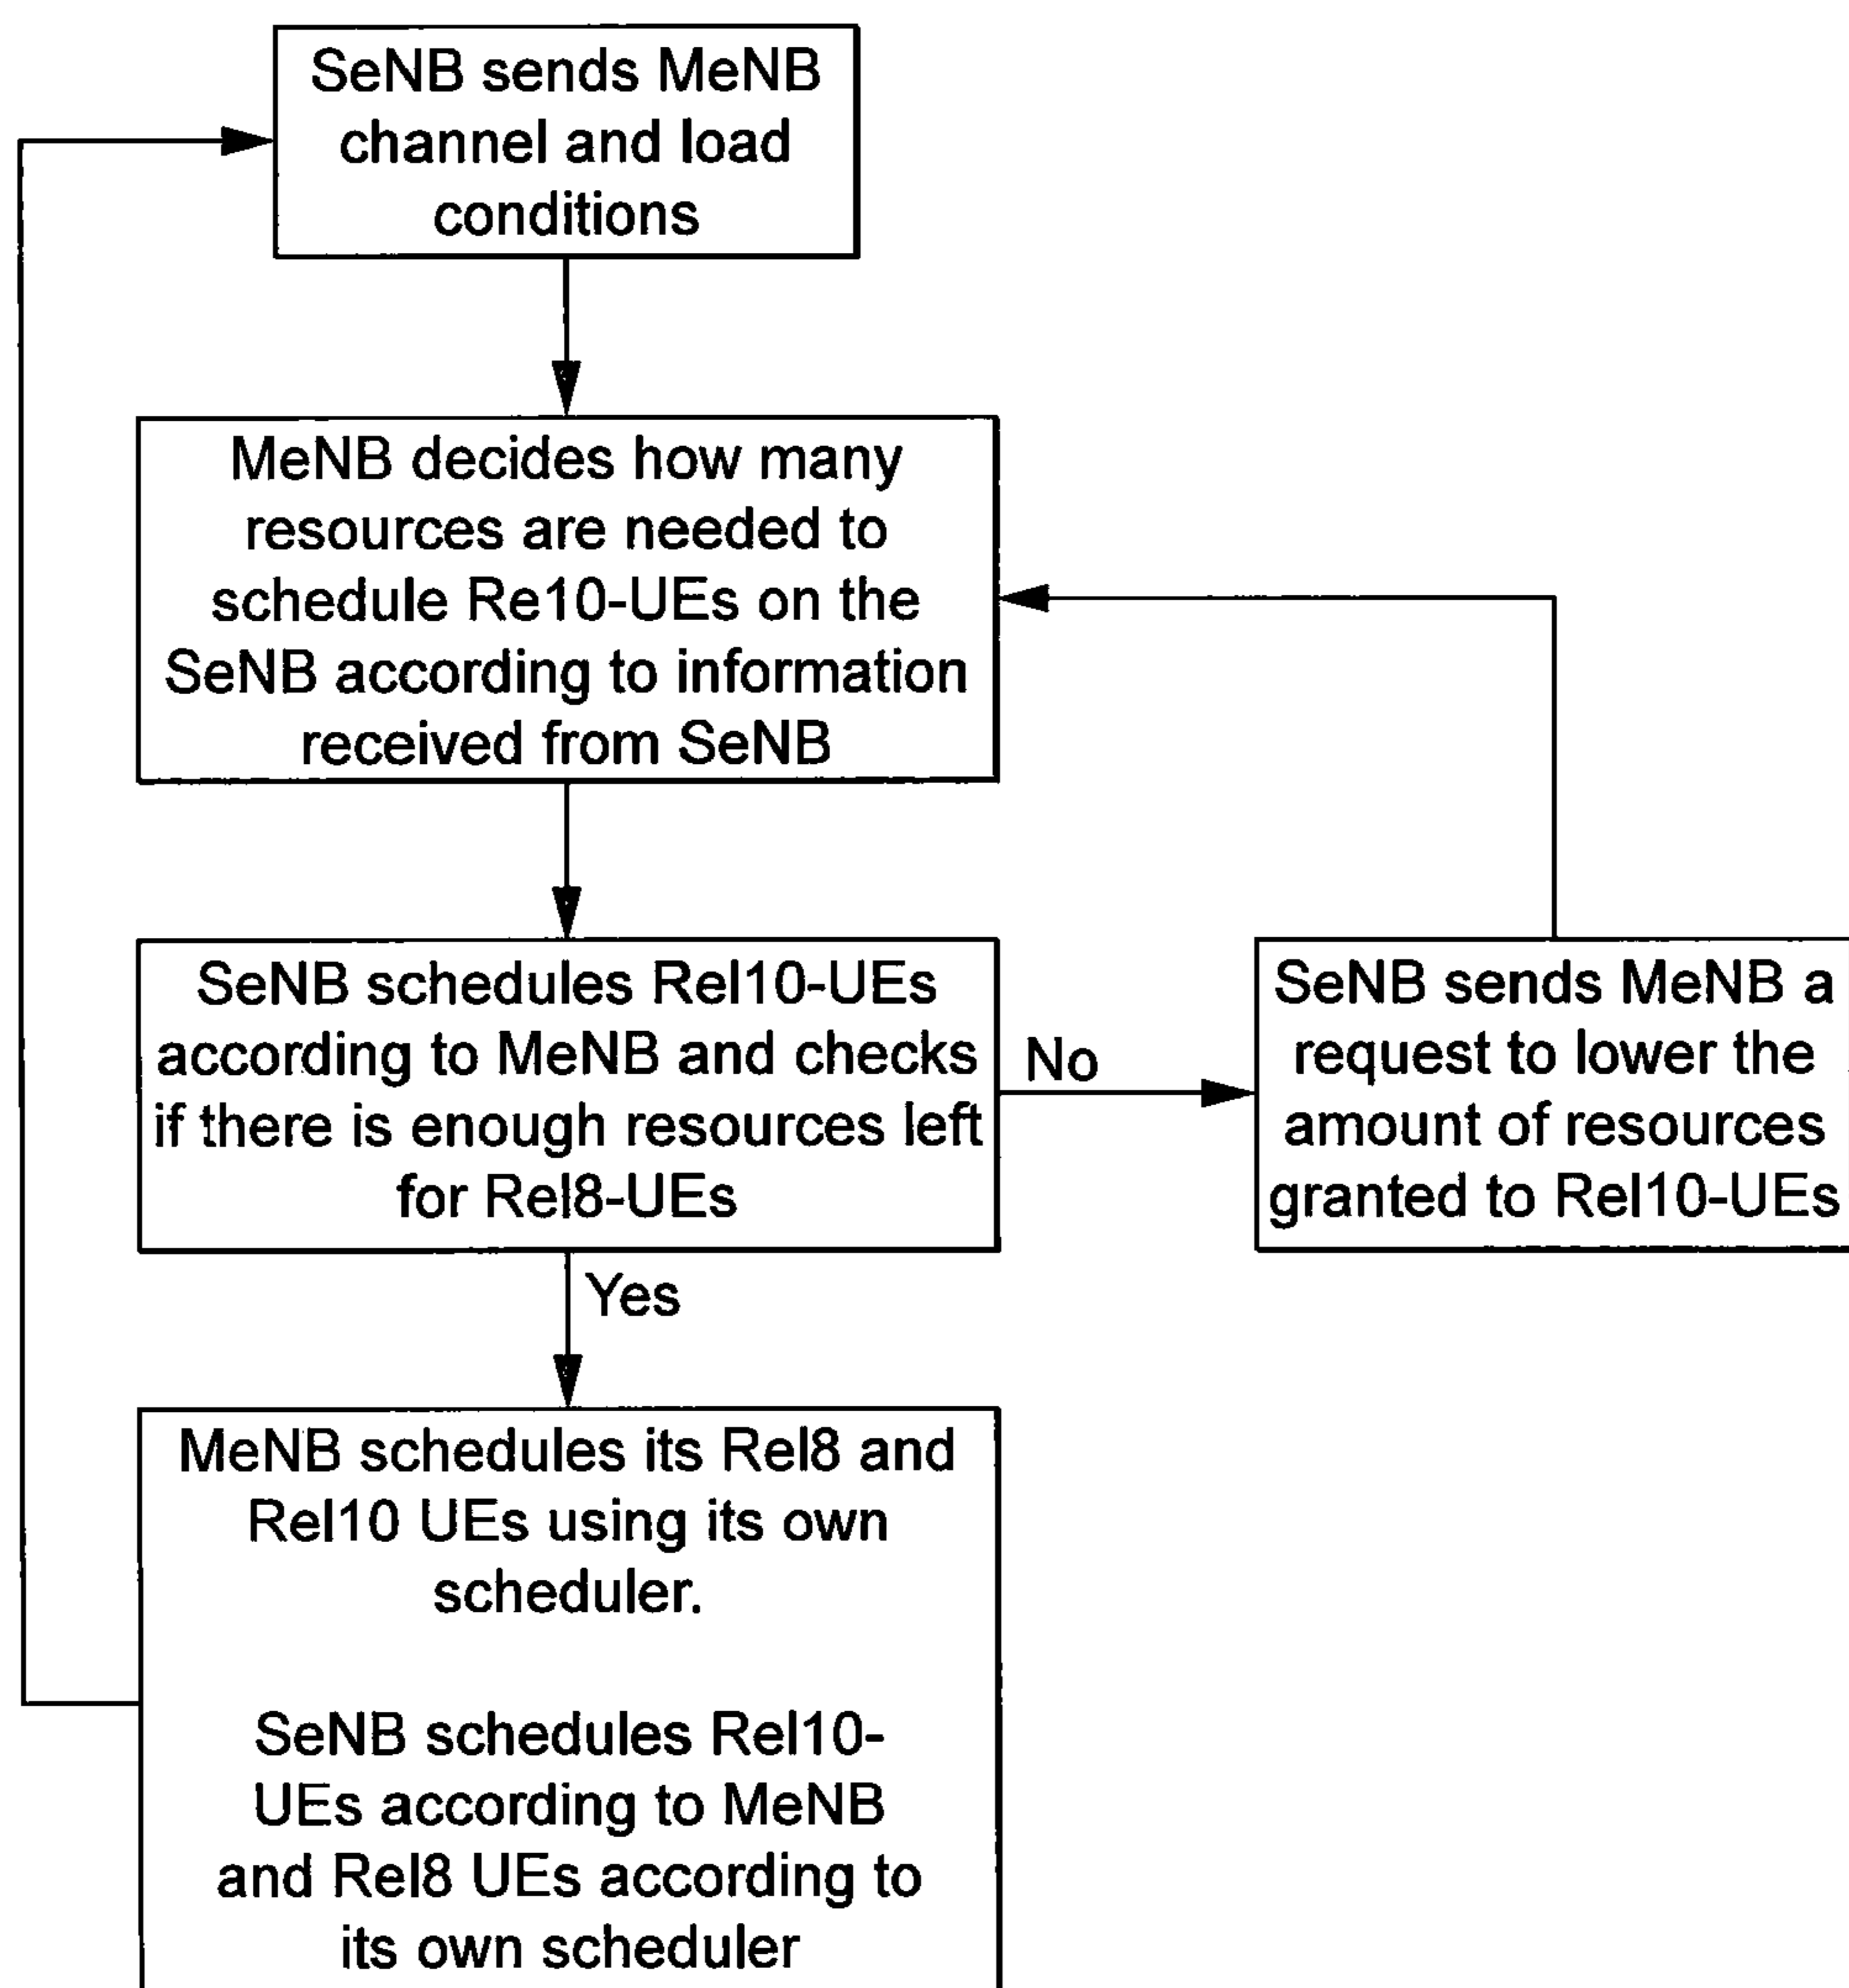 SeNB sends MeNB
channel and load
conditions
MeNB decides how many
resources are needed to
schedule Re10-UEs on the
SeNB according to information
received from SeNB
SeNB schedules Rel10-UEs
according to MeNB and checks
if there is enough resources left
for Rel8-UEs
No
SeNB sends MeNB a
request to lower the
amount of resources
granted to Rel10-UEs
Yes
MeNB schedules its Rel8 and
Rel10 UEs using its own
scheduler.
SeNB schedules Rel10-
UEs according to MeNB
and Rel8 UEs according to
its own scheduler